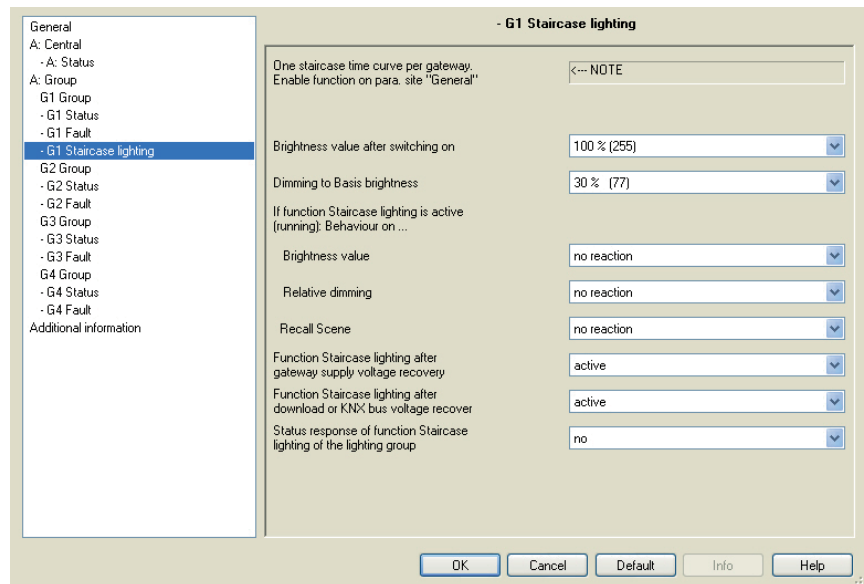 General
A: Central
- A: Status
A: Group
G1 Group
- G1 Status
- G1 Fault
- G1 Staircase lighting
G2 Group
- G2 Status
- G2 Fault
G3 Group
- G3 Status
- G3 Fault
G4 Group
- G4 Status
- G4 Fault
Additional information
- G1 Staircase lighting
One staircase time curve per gateway.
Enable function on para. site "General"
<--- NOTE
Brightness value after switching on
100 % (255)
Dimming to Basis brightness
30 % (77)
If function Staircase lighting is active
(running): Behaviour on ...
Brightness value
no reaction
Relative dimming
no reaction
Recall Scene
no reaction
Function Staircase lighting after
gateway supply voltage recovery
active
Function Staircase lighting after
download or KNX bus voltage recover
active
Status response of function Staircase
lighting of the lighting group
no
OK
Cancel
Default
Info
Help